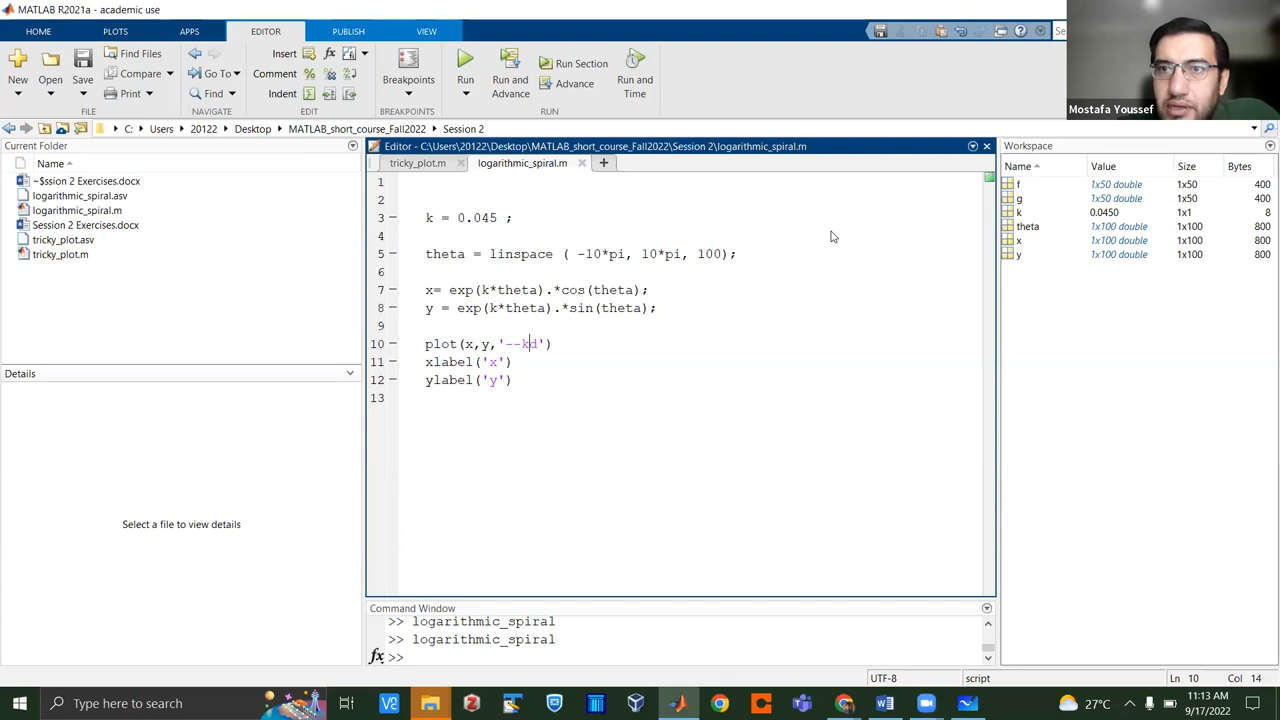 MATLAB R2021a - academic use
HOME PLOTS APPS EDITOR PUBLISH VIEW
Se
New Open Save
Find Files
Compare
Print
Go To
Find
Insert
Comment
Indent
Breakpoints
Run
Run and Advance
Run Section
Advance
Run and Time
FILE NAVIGATE EDIT BREAKPOINTS RUN
Mostafa Youssef
C: Users 20122 Desktop MATLAB_short_course_Fall2022 Session 2
Current Folder
Name
~$ssion 2 Exercises.docx
logarithmic_spiral.asv
logarithmic_spiral.m
Session 2 Exercises.docx
tricky_plot.asv
tricky_plot.m
Details
Select a file to view details
Editor - C:\Users\20122\Desktop\MATLAB_short_course_Fall2022\Session 2\logarithmic_spiral.m
tricky_plot.m logarithmic_spiral.m
1
2
3 k = 0.045 ;
4
5 theta = linspace ( -10*pi, 10*pi, 100);
6
7 x= exp(k*theta).*cos(theta);
8 y = exp(k*theta).*sin(theta);
9
10 plot(x,y,'--kd')
11 xlabel('x')
12 ylabel('y')
13
Command Window
>> logarithmic_spiral
>> logarithmic_spiral
fx >>
Workspace
Name Value Size Bytes
f 1x50 double 1x50 400
g 1x50 double 1x50 400
k 0.0450 1x1 8
theta 1x100 double 1x100 800
x 1x100 double 1x100 800
y 1x100 double 1x100 800
UTF-8 script Ln 10 Col 14
Type here to search
27°C
11:13 AM
9/17/2022